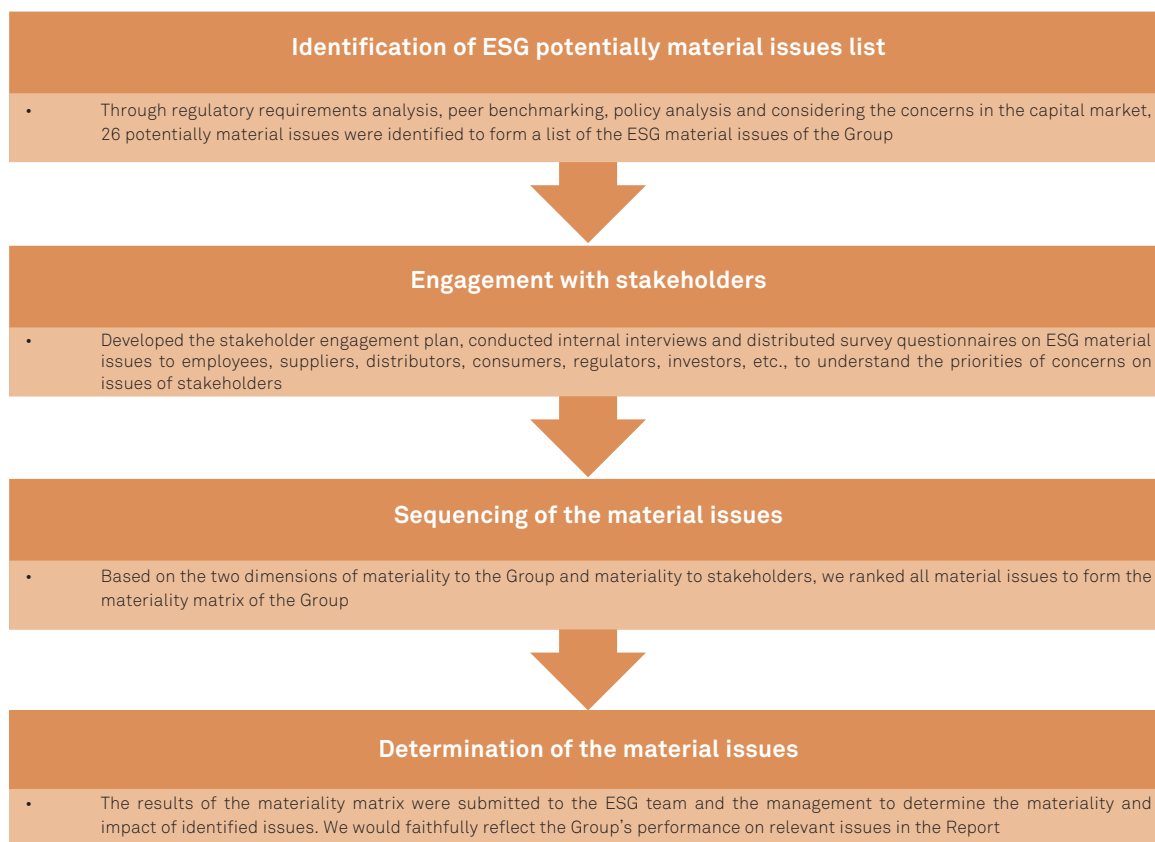 Identification of ESG potentially material issues list
• Through regulatory requirements analysis, peer benchmarking, policy analysis and considering the concerns in the capital market,
26 potentially material issues were identified to form a list of the ESG material issues of the Group
Engagement with stakeholders
• Developed the stakeholder engagement plan, conducted internal interviews and distributed survey questionnaires on ESG material
issues to employees, suppliers, distributors, consumers, regulators, investors, etc., to understand the priorities of concerns on
issues of stakeholders
Sequencing of the material issues
• Based on the two dimensions of materiality to the Group and materiality to stakeholders, we ranked all material issues to form the
materiality matrix of the Group
Determination of the material issues
• The results of the materiality matrix were submitted to the ESG team and the management to determine the materiality and
impact of identified issues. We would faithfully reflect the Group's performance on relevant issues in the Report